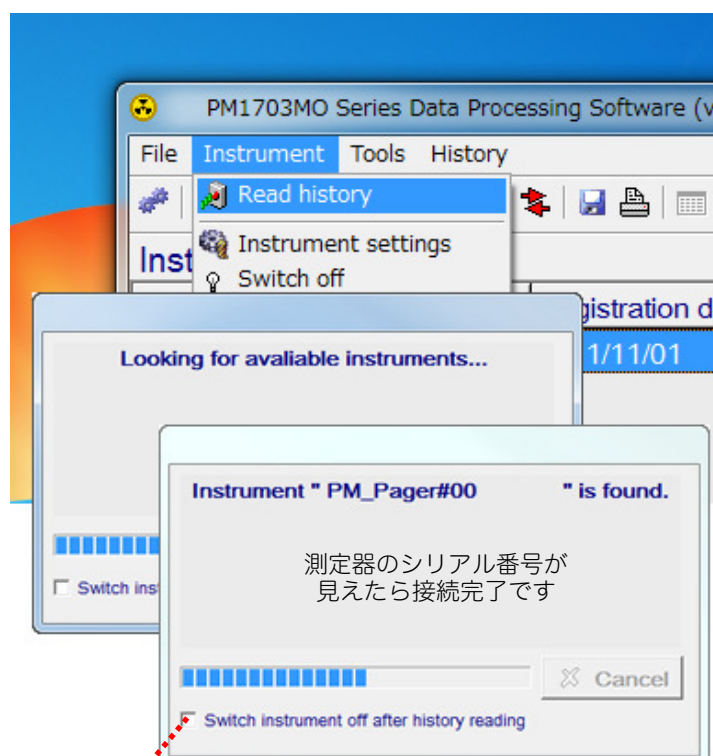 PM1703MO Series Data Processing Software (v
File Instrument Tools History
Read history
Instrument settings
Inst
Switch off
gistration d
Looking for avaliable instruments...
1/11/01
Instrument " PM_Pager#00 " is found.
測定器のシリアル番号が
見えたら接続完了です
Switch ins
Cancel
Switch instrument off after history reading